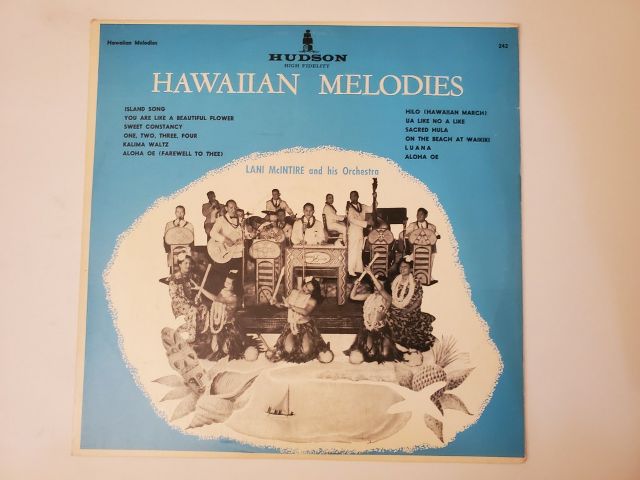 Hawaiian Melodies
242
HUDSON
HIGH FIDELITY
HAWAIIAN MELODIES
ISLAND SONG
YOU ARE LIKE A BEAUTIFUL FLOWER
SWEET CONSTANCY
ONE, TWO, THREE, FOUR
KALIMA WALTZ
ALOHA OE (FAREWELL TO THEE)
HILO (HAWAIIAN MARCH)
UA LIKE NO A LIKE
SACRED HULA
ON THE BEACH AT WAIKIKI
LUANA
ALOHA OE
LANI McINTIRE and his Orchestra